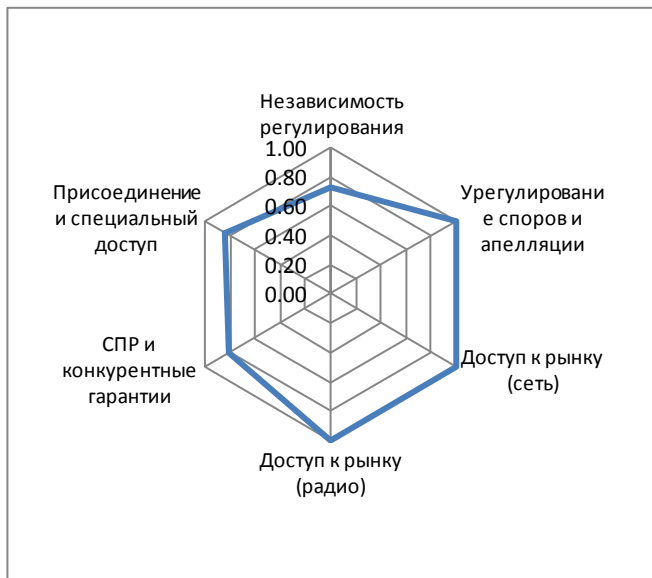 Независимость
регулирования
1.00
0.80
0.60
0.40
0.20
0.00
Урегулировани
е споров и
апелляции
Доступ к рынку
(сеть)
Доступ к рынку
(радио)
СПР и
конкурентные
гарантии
Присоединение
и специальный
доступ